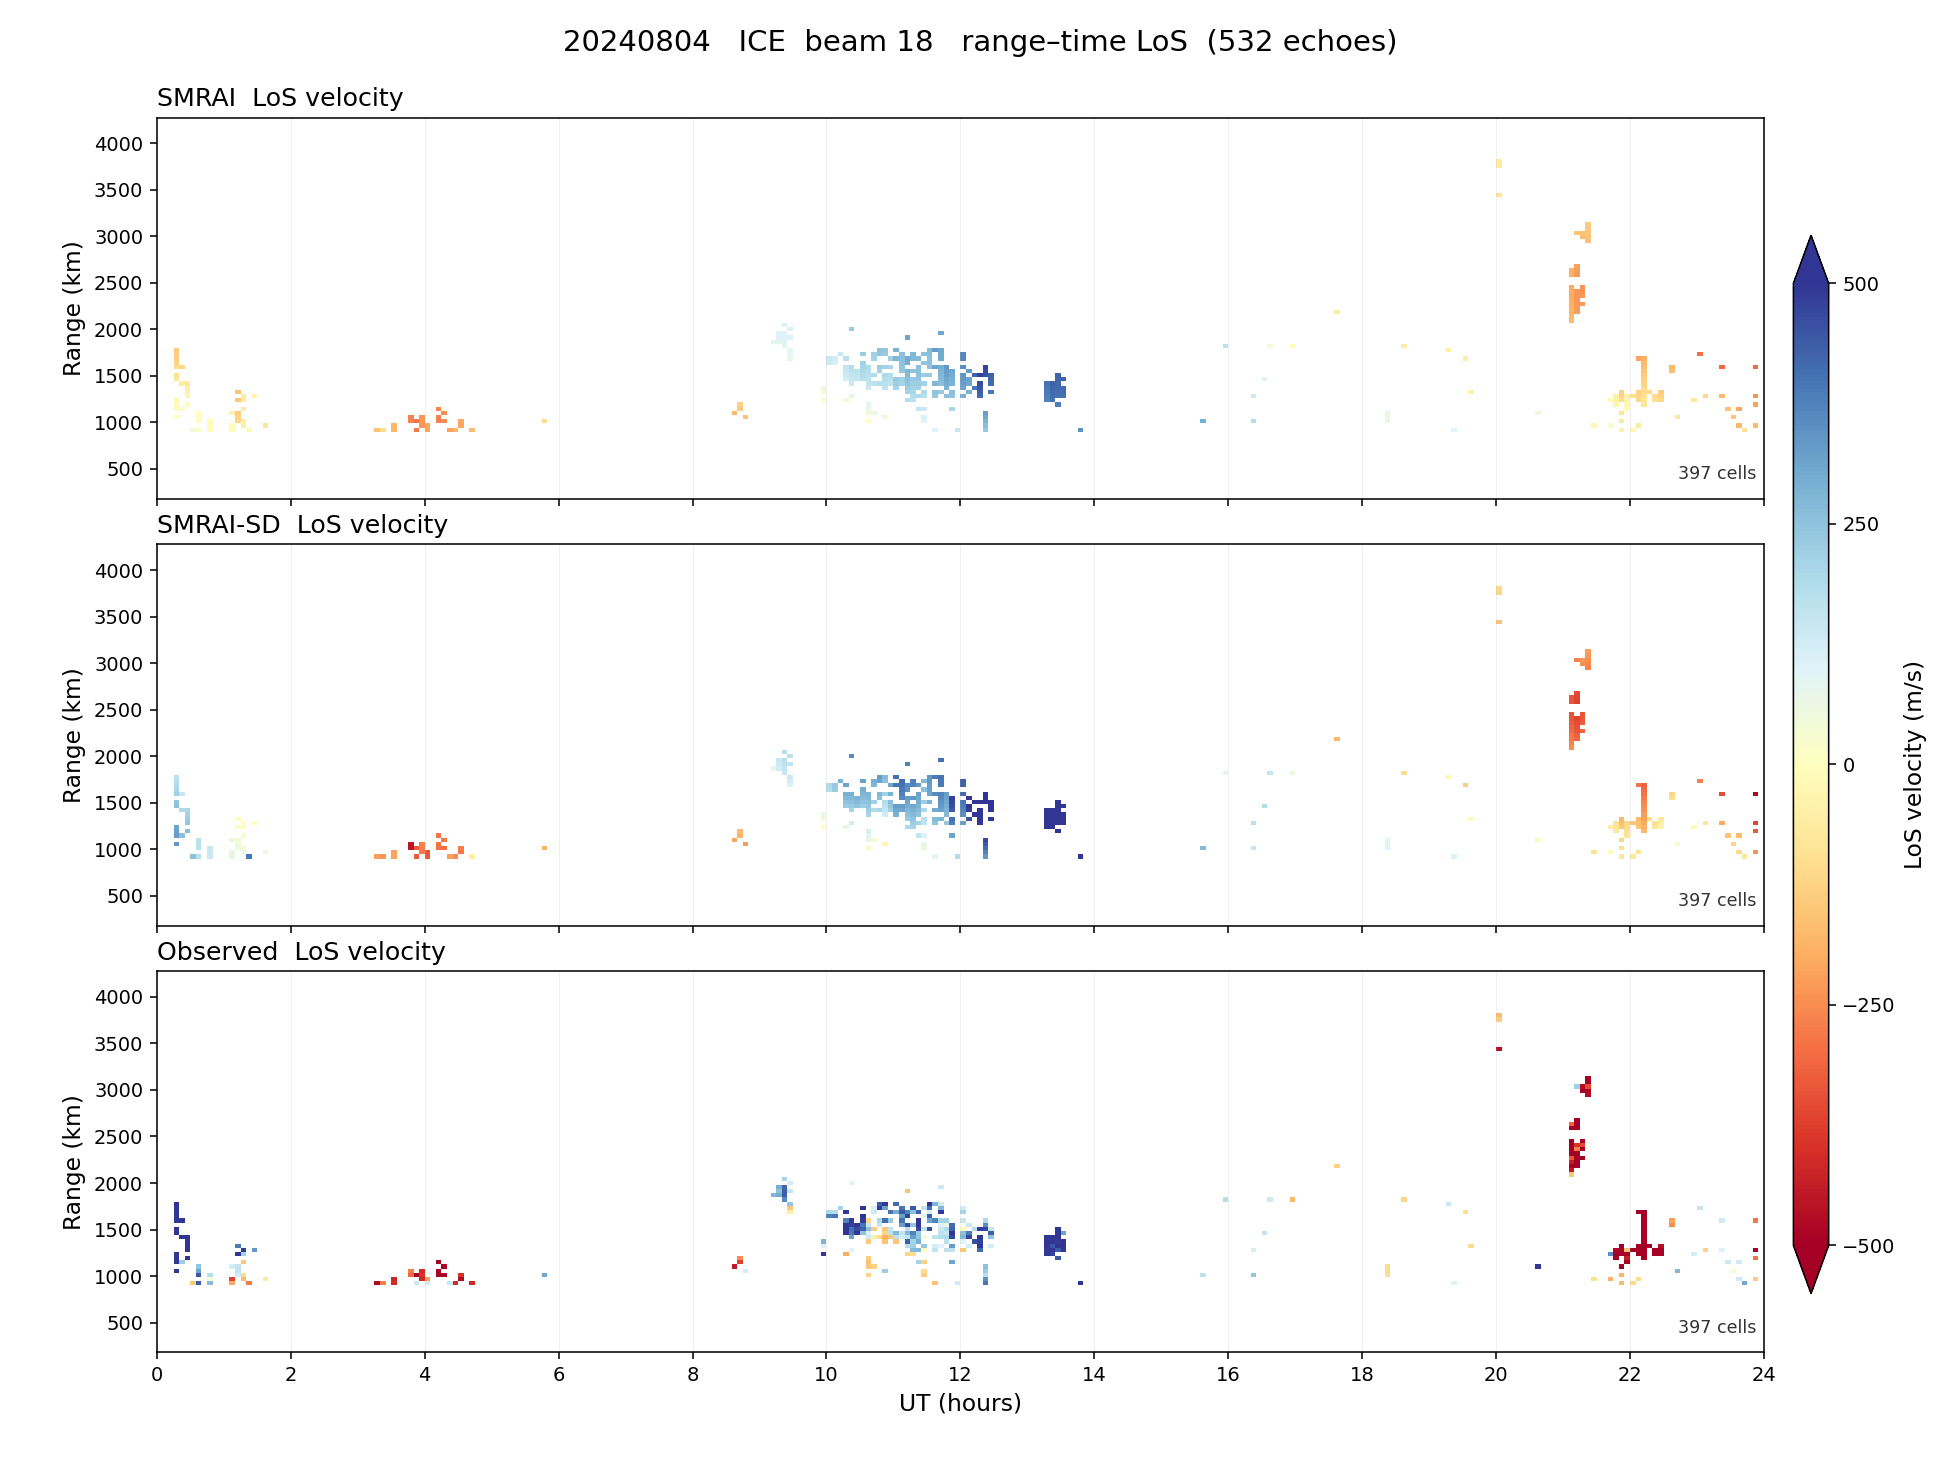 20240804   ICE  beam 18   range–time LoS  (532 echoes)
SMRAI  LoS velocity
4000
3500
3000
2500
2000
1500
1000
500
Range (km)
397 cells
SMRAI-SD  LoS velocity
4000
3500
3000
2500
2000
1500
1000
500
Range (km)
397 cells
Observed  LoS velocity
4000
3500
3000
2500
2000
1500
1000
500
Range (km)
397 cells
0 2 4 6 8 10 12 14 16 18 20 22 24
UT (hours)
500
250
0
−250
−500
LoS velocity (m/s)